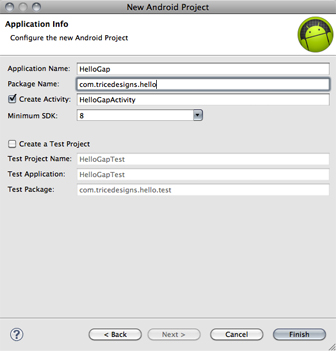 New Android Project
Application Info
Configure the new Android Project
Application Name: HelloGap
Package Name: com.tricedesigns.hello
Create Activity: HelloGapActivity
Minimum SDK: 8
Create a Test Project
Test Project Name: HelloGapTest
Test Application: HelloGapTest
Test Package: com.tricedesigns.hello.test
? < Back Next > Cancel Finish